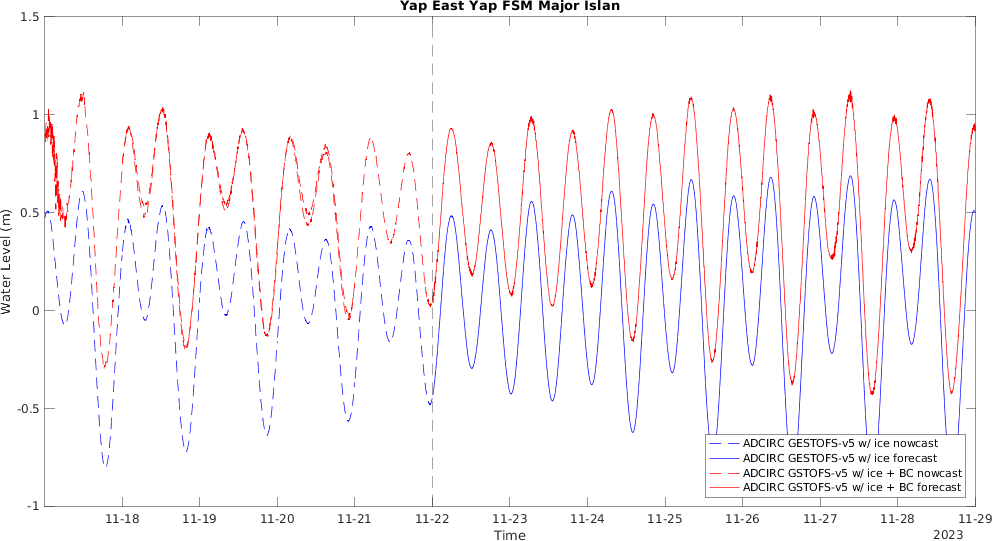 Yap East Yap FSM Major Islan
1.5
1
0.5
0
-0.5
-1
Water Level (m)
ADCIRC GESTOFS-v5 w/ ice nowcast
ADCIRC GESTOFS-v5 w/ ice forecast
ADCIRC GSTOFS-v5 w/ ice + BC nowcast
ADCIRC GSTOFS-v5 w/ ice + BC forecast
11-18 11-19 11-20 11-21 11-22 11-23 11-24 11-25 11-26 11-27 11-28 11-29
Time
2023